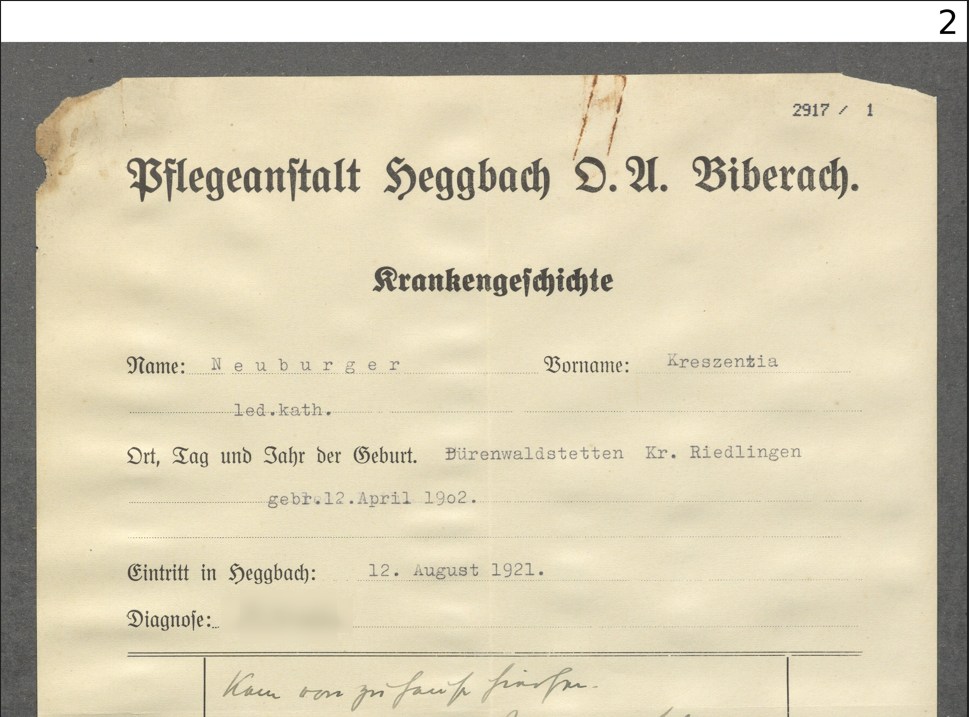 2
2917 / 1
Pflegeanſtalt Heggbach O. A. Biberach.
Krankengeſchichte
Name: Neuburger Vorname: Kreszentia
led.kath.
Ort, Tag und Jahr der Geburt. Dürenwaldstetten Kr. Riedlingen
gebr.12.April 19o2.
Eintritt in Heggbach: 12. August 1921.
Diagnoſe:
Kam von zu Hause hierher.